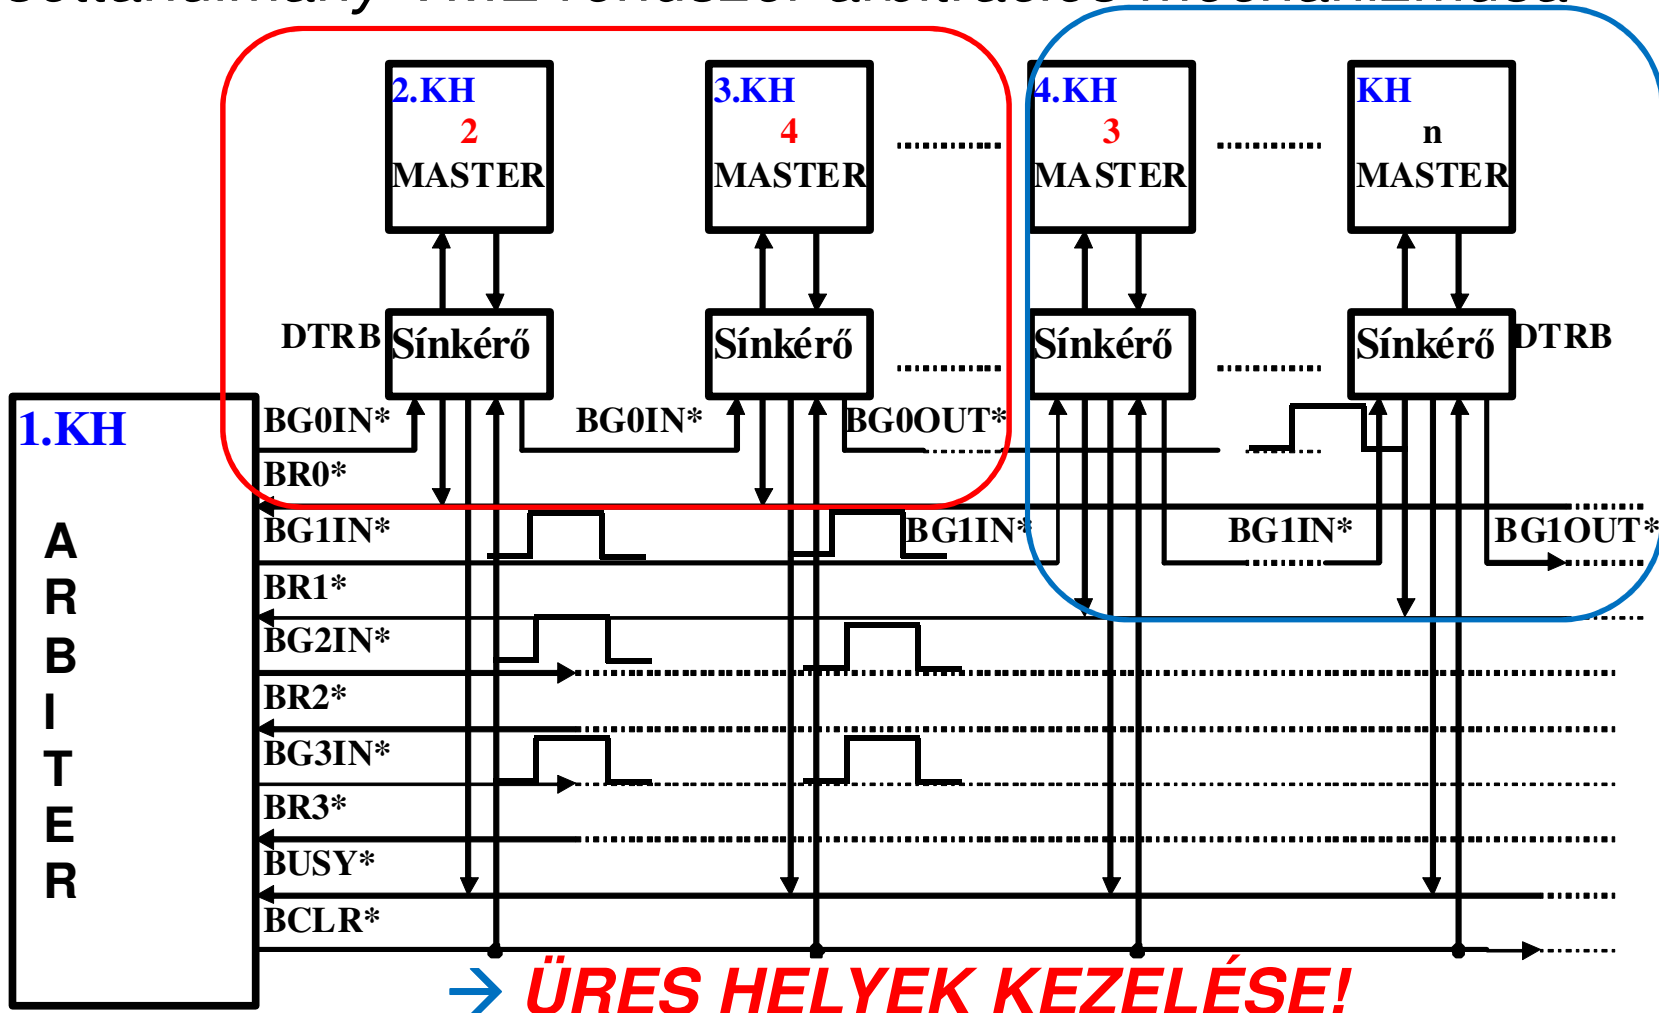 2.KH
2
MASTER
3.KH
4
MASTER
4.KH
3
MASTER
KH
n
MASTER
DTRB
Sínkérő
Sínkérő
Sínkérő
Sínkérő
DTRB
1.KH
ARBITER
BG0IN*
BG0IN*
BG0OUT*
BR0*
BG1IN*
BG1IN*
BG1IN*
BG1OUT*
BR1*
BG2IN*
BR2*
BG3IN*
BR3*
BUSY*
BCLR*
→ ÜRES HELYEK KEZELÉSE!